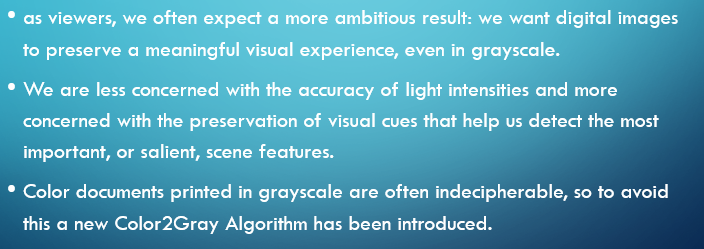 • as viewers, we often expect a more ambitious result: we want digital images
to preserve a meaningful visual experience, even in grayscale.
• We are less concerned with the accuracy of light intensities and more
concerned with the preservation of visual cues that help us detect the most
important, or salient, scene features.
• Color documents printed in grayscale are often indecipherable, so to avoid
this a new Color2Gray Algorithm has been introduced.